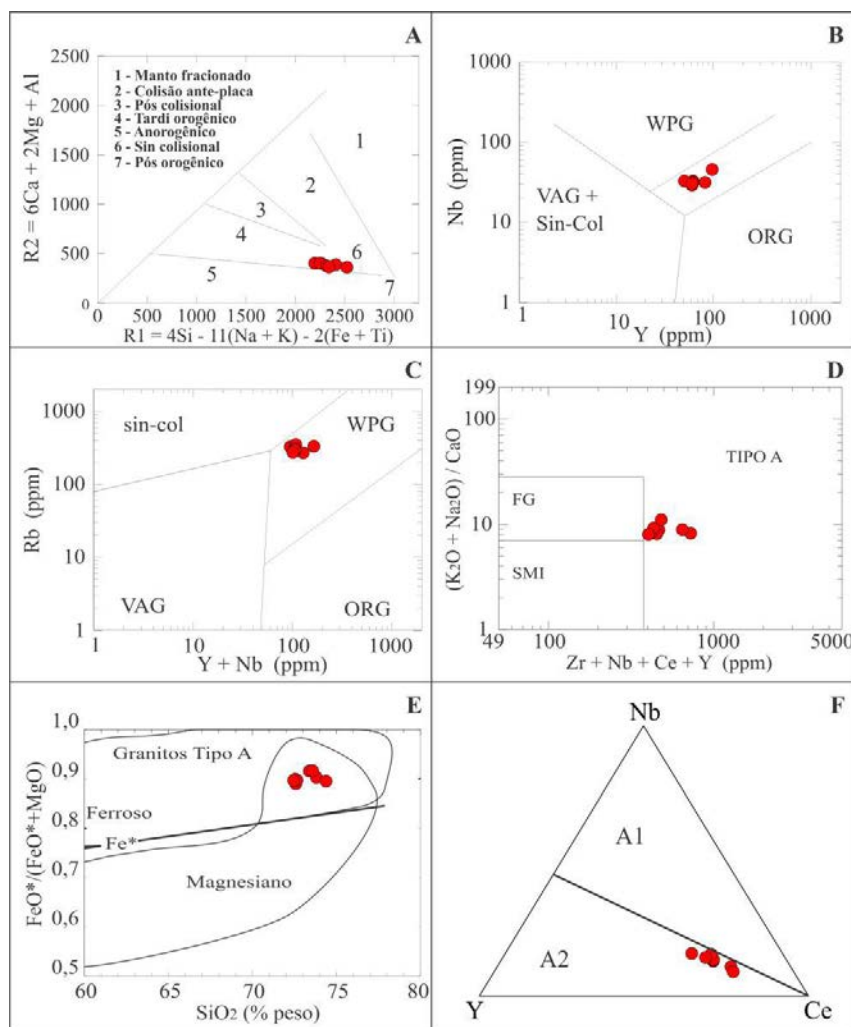 A
2500
2000
1500
1000
500
0
1 - Manto fracionado
2 - Colisão ante-placa
3 - Pós colisional
4 - Tardi orogênico
5 - Anorogênico
6 - Sin colisional
7 - Pós orogênico
1
2
3
4
5
6
7
0 500 1000 1500 2000 2500 3000
R2 = 6Ca + 2Mg + Al
R1 = 4Si - 11(Na + K) - 2(Fe + Ti)
B
1000
100
10
1
Nb (ppm)
WPG
VAG +
Sin-Col
ORG
1 10 100 1000
Y (ppm)
C
1000
100
10
1
Rb (ppm)
sin-col
WPG
VAG
ORG
1 10 100 1000
Y + Nb (ppm)
D
199
100
10
1
(K2O + Na2O) / CaO
TIPO A
FG
SMI
49 100 1000 5000
Zr + Nb + Ce + Y (ppm)
E
1,0
0,9
0,8
0,7
0,6
0,5
FeO*/(FeO*+MgO)
Granitos Tipo A
Ferroso
Fe*
Magnesiano
60 65 70 75 80
SiO2 (% peso)
F
Nb
A1
A2
Y
Ce